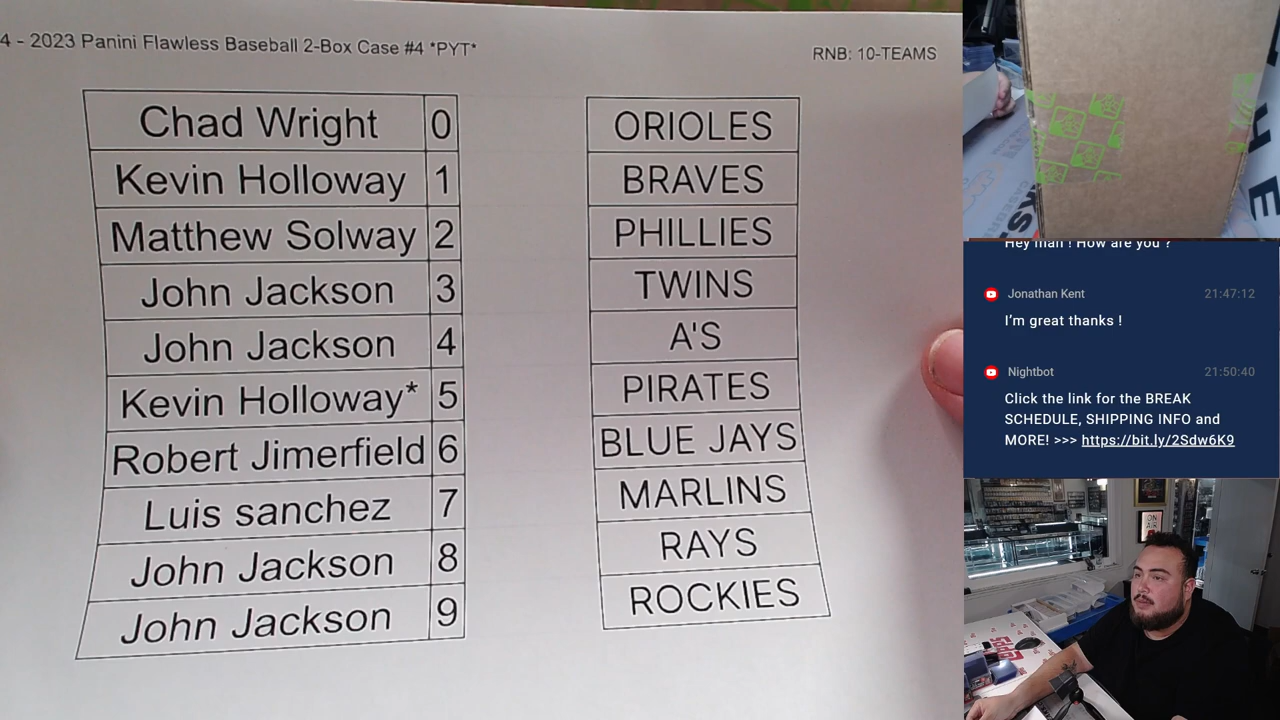 4 - 2023 Panini Flawless Baseball 2-Box Case #4 *PYT*
RNB: 10-TEAMS
Chad Wright 0
Kevin Holloway 1
Matthew Solway 2
John Jackson 3
John Jackson 4
Kevin Holloway* 5
Robert Jimerfield 6
Luis sanchez 7
John Jackson 8
John Jackson 9
ORIOLES
BRAVES
PHILLIES
TWINS
A'S
PIRATES
BLUE JAYS
MARLINS
RAYS
ROCKIES
Hey man ! How are you ?
Jonathan Kent 21:47:12
I'm great thanks !
Nightbot 21:50:40
Click the link for the BREAK
SCHEDULE, SHIPPING INFO and
MORE! >>> https://bit.ly/2Sdw6K9
ON
AIR